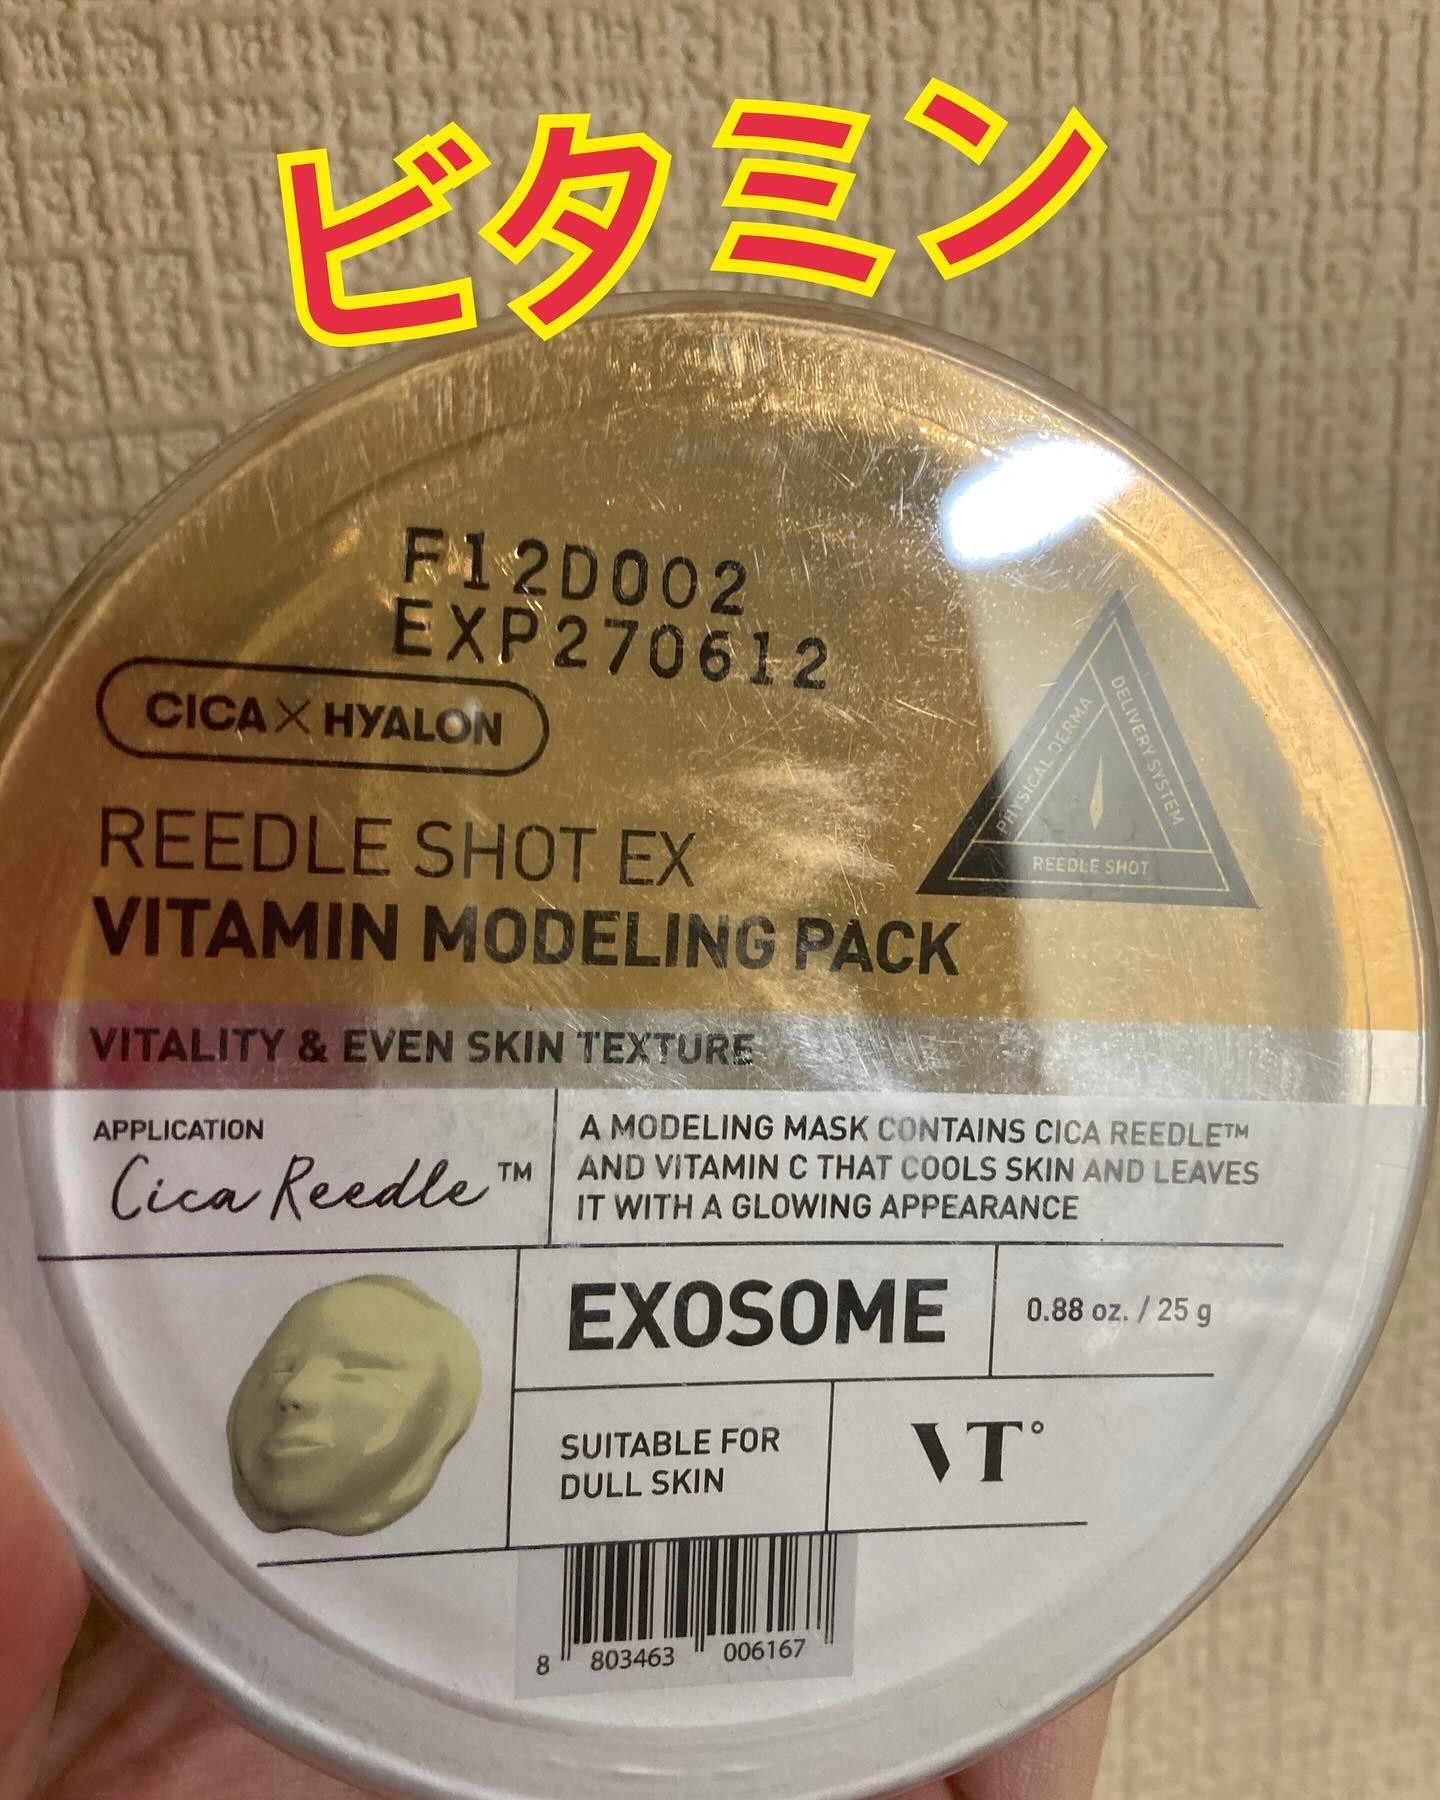 ビタミン
F12D002
EXP270612
CICA×HYALON
REEDLE SHOT EX
VITAMIN MODELING PACK
PHYSICAL DERMA
DELIVERY SYSTEM
REEDLE SHOT
VITALITY & EVEN SKIN TEXTURE
APPLICATION
Cica Reedle™
A MODELING MASK CONTAINS CICA REEDLE™
AND VITAMIN C THAT COOLS SKIN AND LEAVES
IT WITH A GLOWING APPEARANCE
EXOSOME
0.88 oz. / 25 g
SUITABLE FOR
DULL SKIN
VT°
8 803463 006167